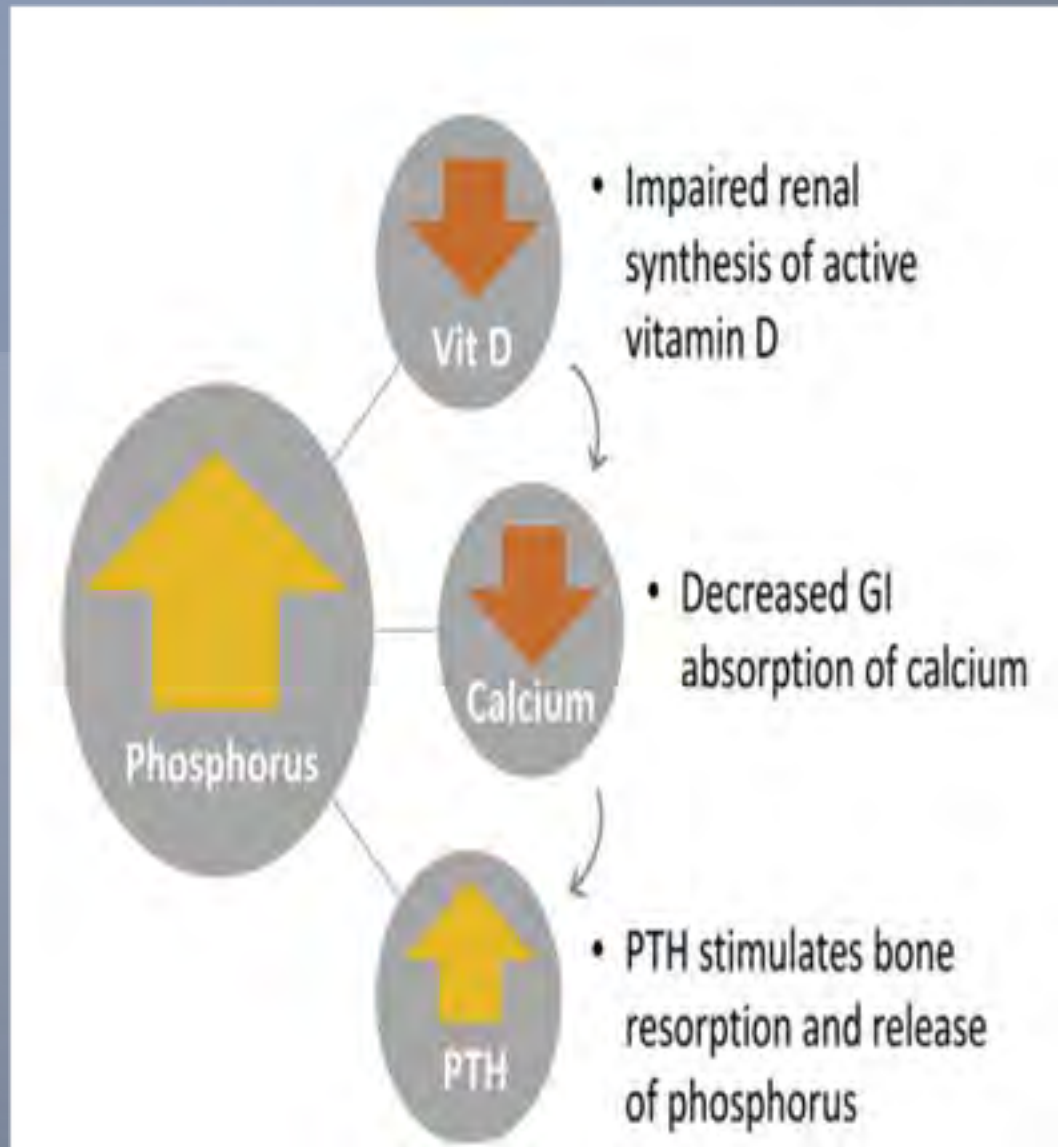 Vit D
• Impaired renal
synthesis of active
vitamin D
Phosphorus
Calcium
• Decreased GI
absorption of calcium
PTH
• PTH stimulates bone
resorption and release
of phosphorus